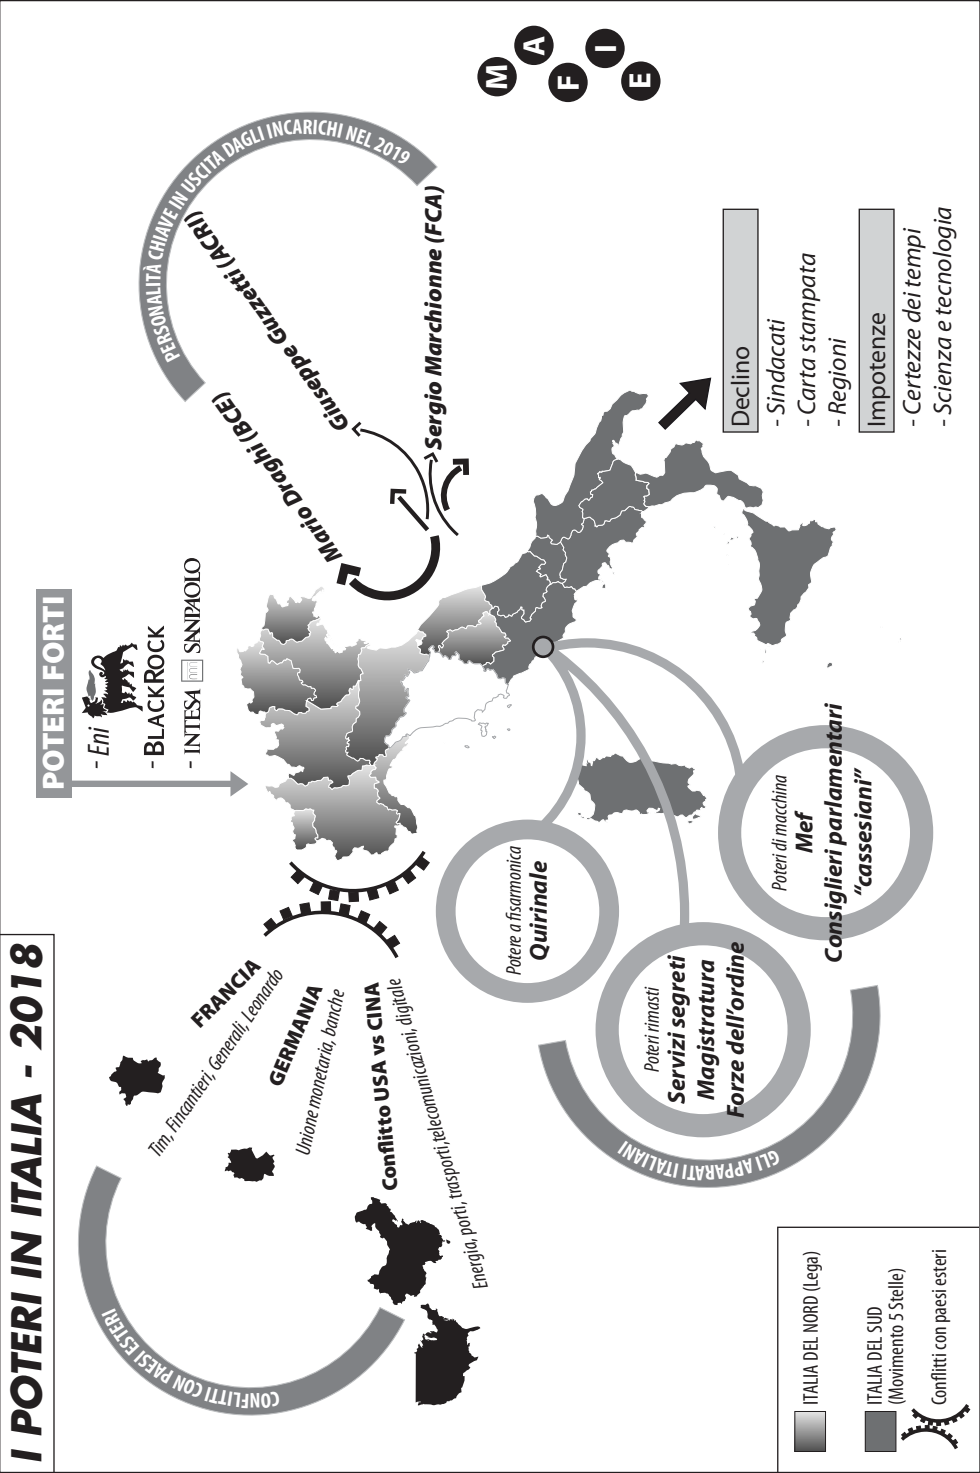 I POTERI IN ITALIA - 2018
CONFLITTI CON PAESI ESTERI
FRANCIA
Tim, Fincantieri, Generali, Leonardo
GERMANIA
Unione monetaria, banche
Conflitto USA vs CINA
Energia, porti, trasporti,telecomunicazioni, digitale
POTERI FORTI
- Eni
- BLACKROCK
- INTESA SANPAOLO
PERSONALITÀ CHIAVE IN USCITA DAGLI INCARICHI NEL 2019
Mario Draghi (BCE)
Giuseppe Guzzetti (ACRI)
Sergio Marchionne (FCA)
MAFIE
GLI APPARATI ITALIANI
Potere a fisarmonica
Quirinale
Poteri rimasti
Servizi segreti
Magistratura
Forze dell'ordine
Poteri di macchina
Mef
Consiglieri parlamentari
“cassesiani”
Declino
- Sindacati
- Carta stampata
- Regioni
Impotenze
- Certezze dei tempi
- Scienza e tecnologia
ITALIA DEL NORD (Lega)
ITALIA DEL SUD
(Movimento 5 Stelle)
Conflitti con paesi esteri